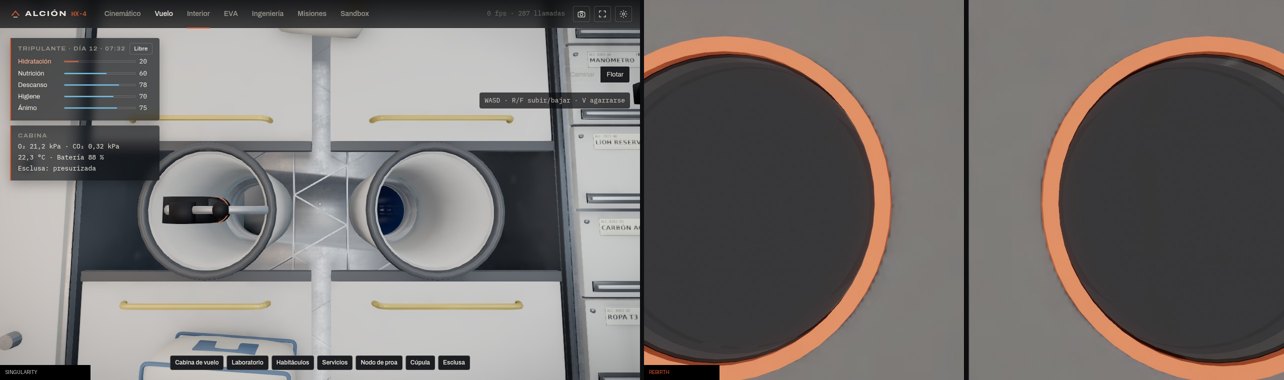 ALCIÓN HX-4
Cinemático Vuelo Interior EVA Ingeniería Misiones Sandbox
0 fps · 287 llamadas
TRIPULANTE · DÍA 12 · 07:32 Libre
Hidratación 20
Nutrición 60
Descanso 78
Higiene 70
Ánimo 75
CABINA
O₂ 21,2 kPa · CO₂ 0,32 kPa
22,3 °C · Batería 88 %
Esclusa: presurizada
MANÓMETRO
Caminar Flotar
WASD · R/F subir/bajar · V agarrarse
LIOH RESERV
CARBÓN A
ROPA T3
Cabina de vuelo Laboratorio Habitáculos Servicios Nodo de proa Cúpula Esclusa
SINGULARITY
REBIRTH